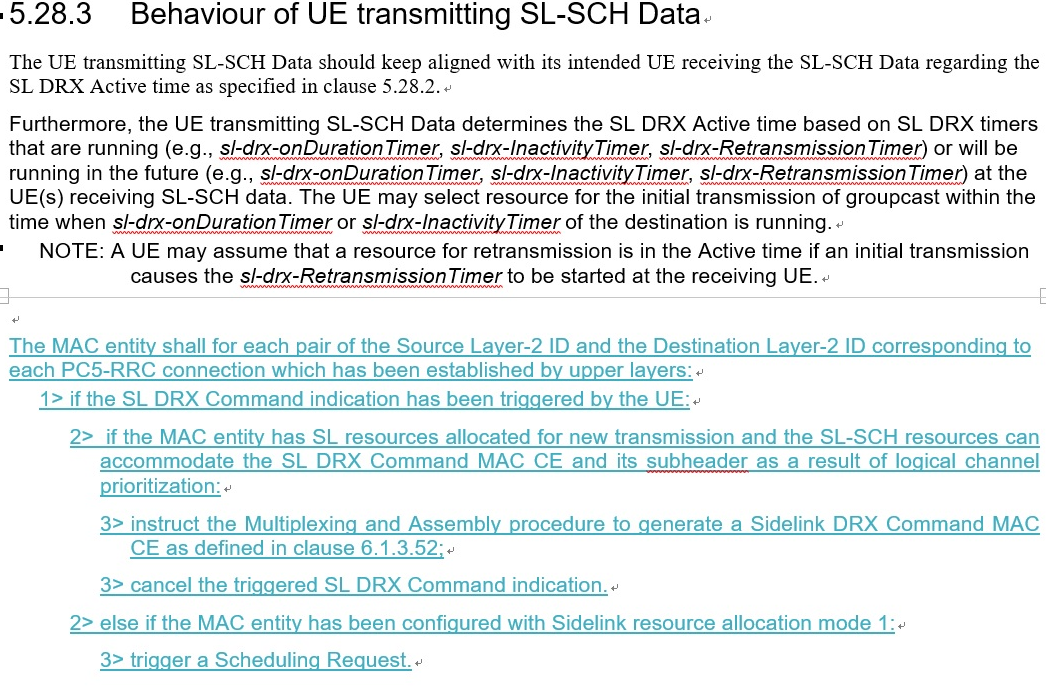 5.28.3 Behaviour of UE transmitting SL-SCH Data
The UE transmitting SL-SCH Data should keep aligned with its intended UE receiving the SL-SCH Data regarding the
SL DRX Active time as specified in clause 5.28.2.
Furthermore, the UE transmitting SL-SCH Data determines the SL DRX Active time based on SL DRX timers
that are running (e.g., sl-drx-onDurationTimer, sl-drx-InactivityTimer, sl-drx-RetransmissionTimer) or will be
running in the future (e.g., sl-drx-onDurationTimer, sl-drx-InactivityTimer, sl-drx-RetransmissionTimer) at the
UE(s) receiving SL-SCH data. The UE may select resource for the initial transmission of groupcast within the
time when sl-drx-onDurationTimer or sl-drx-InactivityTimer of the destination is running.
NOTE: A UE may assume that a resource for retransmission is in the Active time if an initial transmission
causes the sl-drx-RetransmissionTimer to be started at the receiving UE.
The MAC entity shall for each pair of the Source Layer-2 ID and the Destination Layer-2 ID corresponding to
each PC5-RRC connection which has been established by upper layers:
1> if the SL DRX Command indication has been triggered by the UE:
2> if the MAC entity has SL resources allocated for new transmission and the SL-SCH resources can
accommodate the SL DRX Command MAC CE and its subheader as a result of logical channel
prioritization:
3> instruct the Multiplexing and Assembly procedure to generate a Sidelink DRX Command MAC
CE as defined in clause 6.1.3.52;
3> cancel the triggered SL DRX Command indication.
2> else if the MAC entity has been configured with Sidelink resource allocation mode 1:
3> trigger a Scheduling Request.